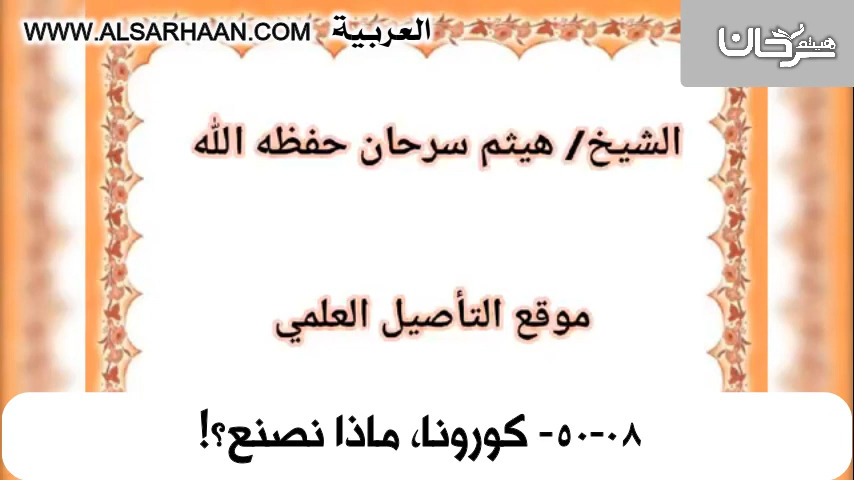 WWW.ALSARHAAN.COM العربية
هيثم سرحان
الشيخ/ هيثم سرحان حفظه الله
موقع التأصيل العلمي
٠٨-٥٠- كورونا، ماذا نصنع؟!